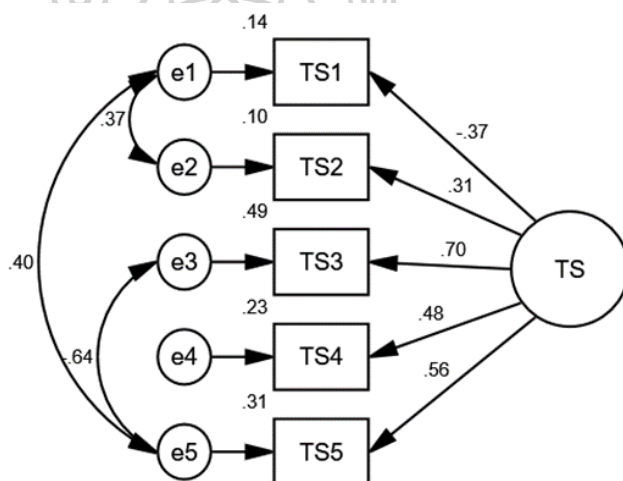 .14
e1
TS1
-.37
.37
.10
e2
TS2
.31
.49
e3
TS3
.70
TS
.40
.23
.48
-.64
e4
TS4
.56
.31
e5
TS5